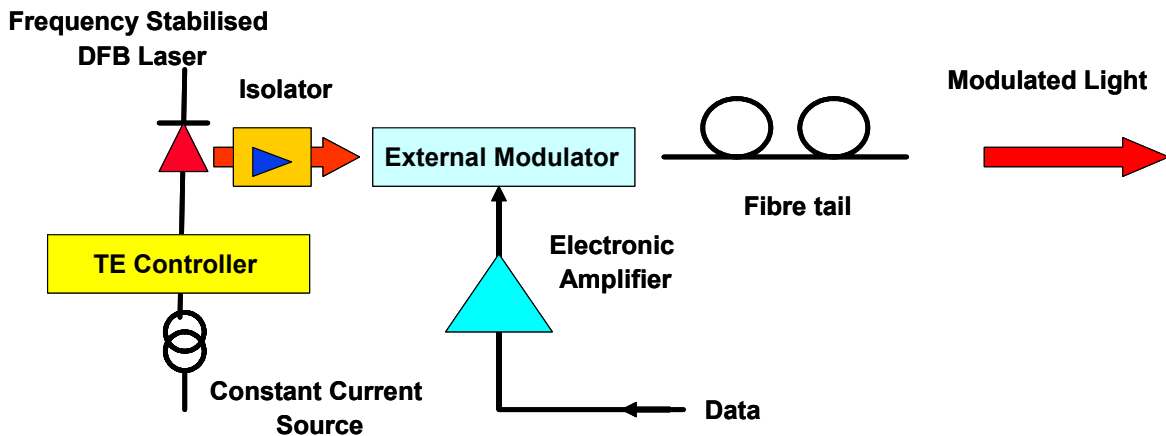 Frequency Stabilised
DFB Laser
Isolator
Modulated Light
External Modulator
Fibre tail
TE Controller
Electronic
Amplifier
Constant Current
Source
Data